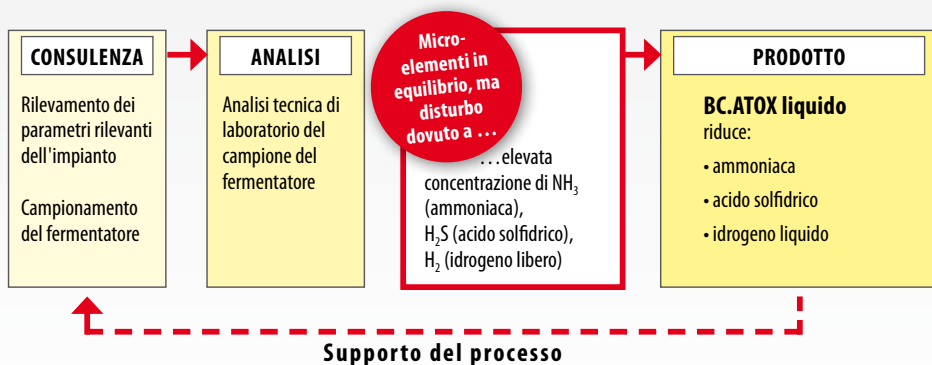 CONSULENZA
Rilevamento dei
parametri rilevanti
dell'impianto
Campionamento
del fermentatore
ANALISI
Analisi tecnica di
laboratorio del
campione del
fermentatore
Micro-
elementi in
equilibrio, ma
disturbo
dovuto a ...
...elevata
concentrazione di NH₃
(ammoniaca),
H₂S (acido solfidrico),
H₂ (idrogeno libero)
PRODOTTO
BC.ATOX liquido
riduce:
• ammoniaca
• acido solfidrico
• idrogeno liquido
Supporto del processo